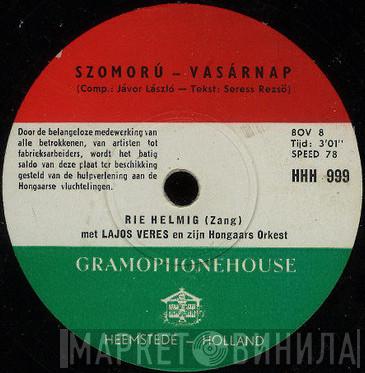 SZOMORÚ – VASÁRNAP
(Comp.: Jávor László – Tekst: Seress Rezsö)
Door de belangeloze medewerking van
alle betrokkenen, van artisten tot
fabrieksarbeiders, wordt het batig
saldo van deze plaat ter beschikking
gesteld van de hulpverlening aan de
Hongaarse vluchtelingen.
BOV 8
Tijd: 3'01"
SPEED 78
HHH 999
RIE HELMIG (Zang)
met LAJOS VERES en zijn Hongaars Orkest
GRAMOPHONEHOUSE
HEEMSTEDE – HOLLAND
МАРКЕТ ВИНИЛА